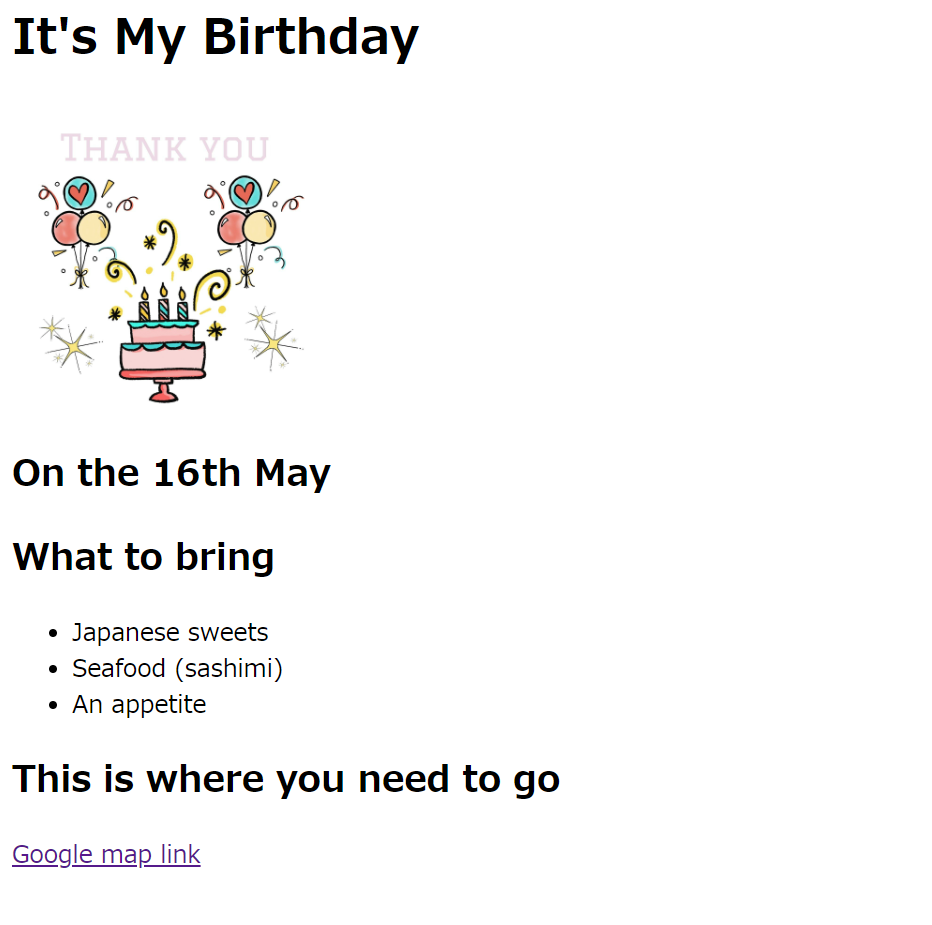 It's My Birthday
THANK YOU
On the 16th May
What to bring
Japanese sweets
Seafood (sashimi)
An appetite
This is where you need to go
Google map link